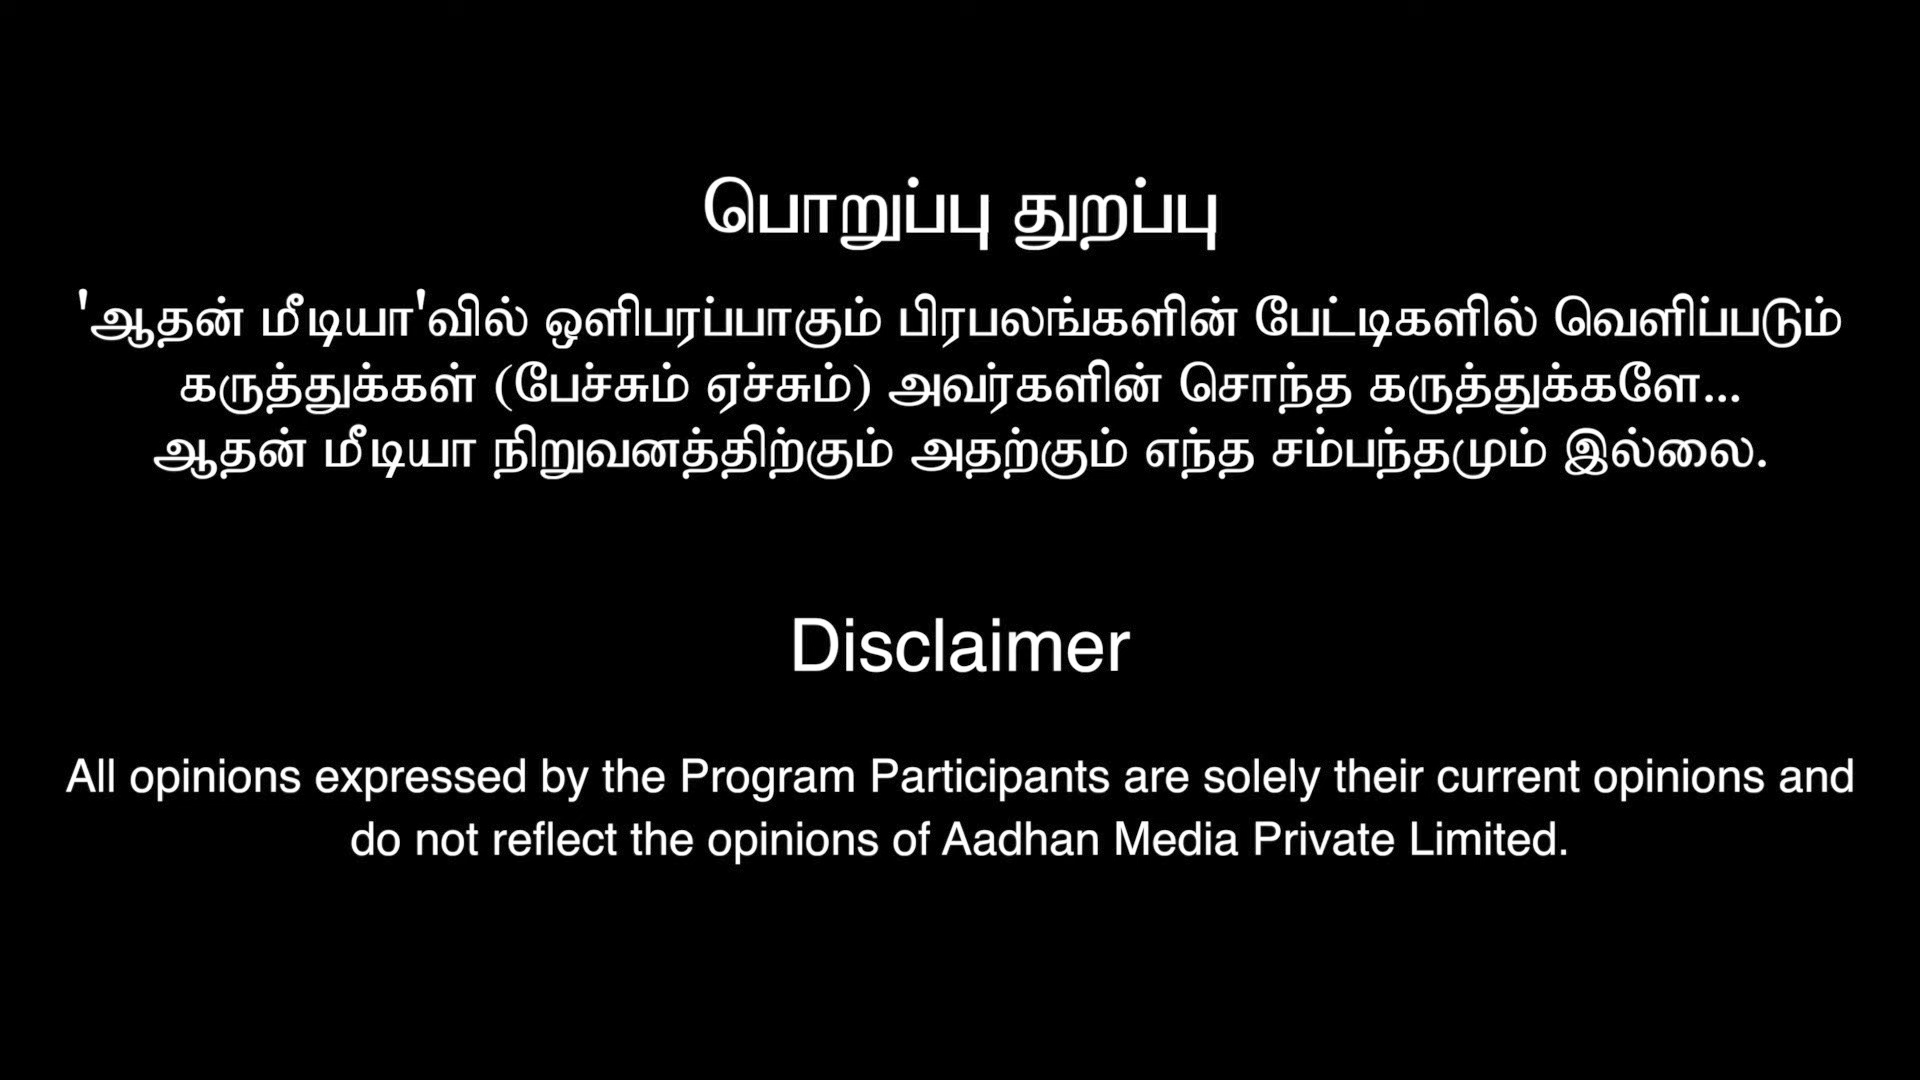 பொறுப்பு துறப்பு
'ஆதன் மீடியா'வில் ஒளிபரப்பாகும் பிரபலங்களின் பேட்டிகளில் வெளிப்படும்
கருத்துக்கள் (பேச்சும் ஏச்சும்) அவர்களின் சொந்த கருத்துக்களே...
ஆதன் மீடியா நிறுவனத்திற்கும் அதற்கும் எந்த சம்பந்தமும் இல்லை.
Disclaimer
All opinions expressed by the Program Participants are solely their current opinions and
do not reflect the opinions of Aadhan Media Private Limited.